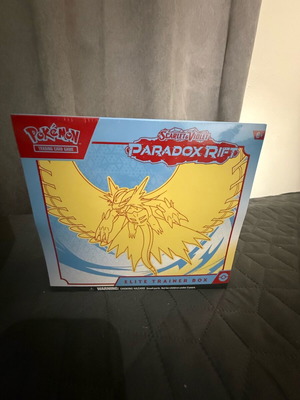 Pokémon
TRADING CARD GAME
Scarlet & Violet
PARADOX RIFT
ELITE TRAINER BOX
WARNING: